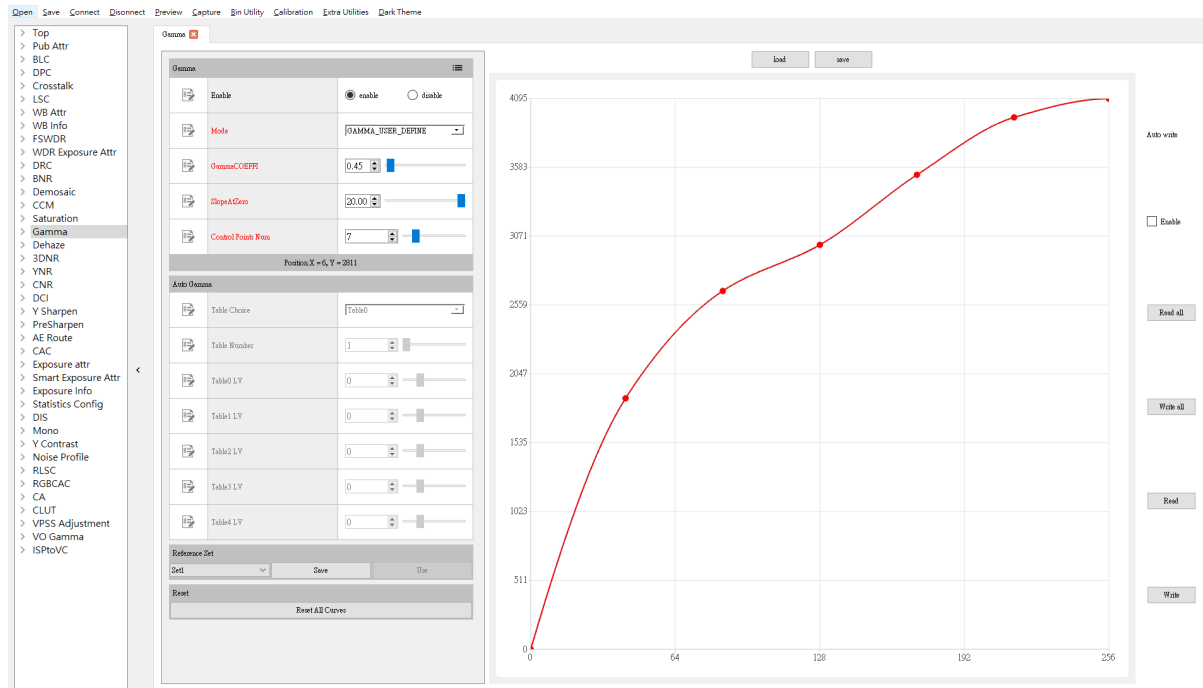 Open Save Connect Disonnect Preview Capture Bin Utility Calibration Extra Utilities Dark Theme
Top
Pub Attr
BLC
DPC
Crosstalk
LSC
WB Attr
WB Info
FSWDR
WDR Exposure Attr
DRC
BNR
Demosaic
CCM
Saturation
Gamma
Dehaze
3DNR
YNR
CNR
DCI
Y Sharpen
PreSharpen
AE Route
CAC
Exposure attr
Smart Exposure Attr
Exposure Info
Statistics Config
DIS
Mono
Y Contrast
Noise Profile
RLSC
RGBCAC
CA
CLUT
VPSS Adjustment
VO Gamma
ISPtoVC
Gamma
Gamma
Enable enable disable
Mode GAMMA_USER_DEFINE
GammaCOEFFI 0.45
SlopeAtZero 20.00
Control Points Num 7
Position:X = 6, Y = 2811
Auto Gamma
Table Choice Table0
Table Number 1
Table0 LV 0
Table1 LV 0
Table2 LV 0
Table3 LV 0
Table4 LV 0
Reference Set
Set1 Save Use
Reset
Reset All Curves
load save
4095
3583
3071
2559
2047
1535
1023
511
0
0 64 128 192 256
Auto write
Enable
Read all
Write all
Read
Write